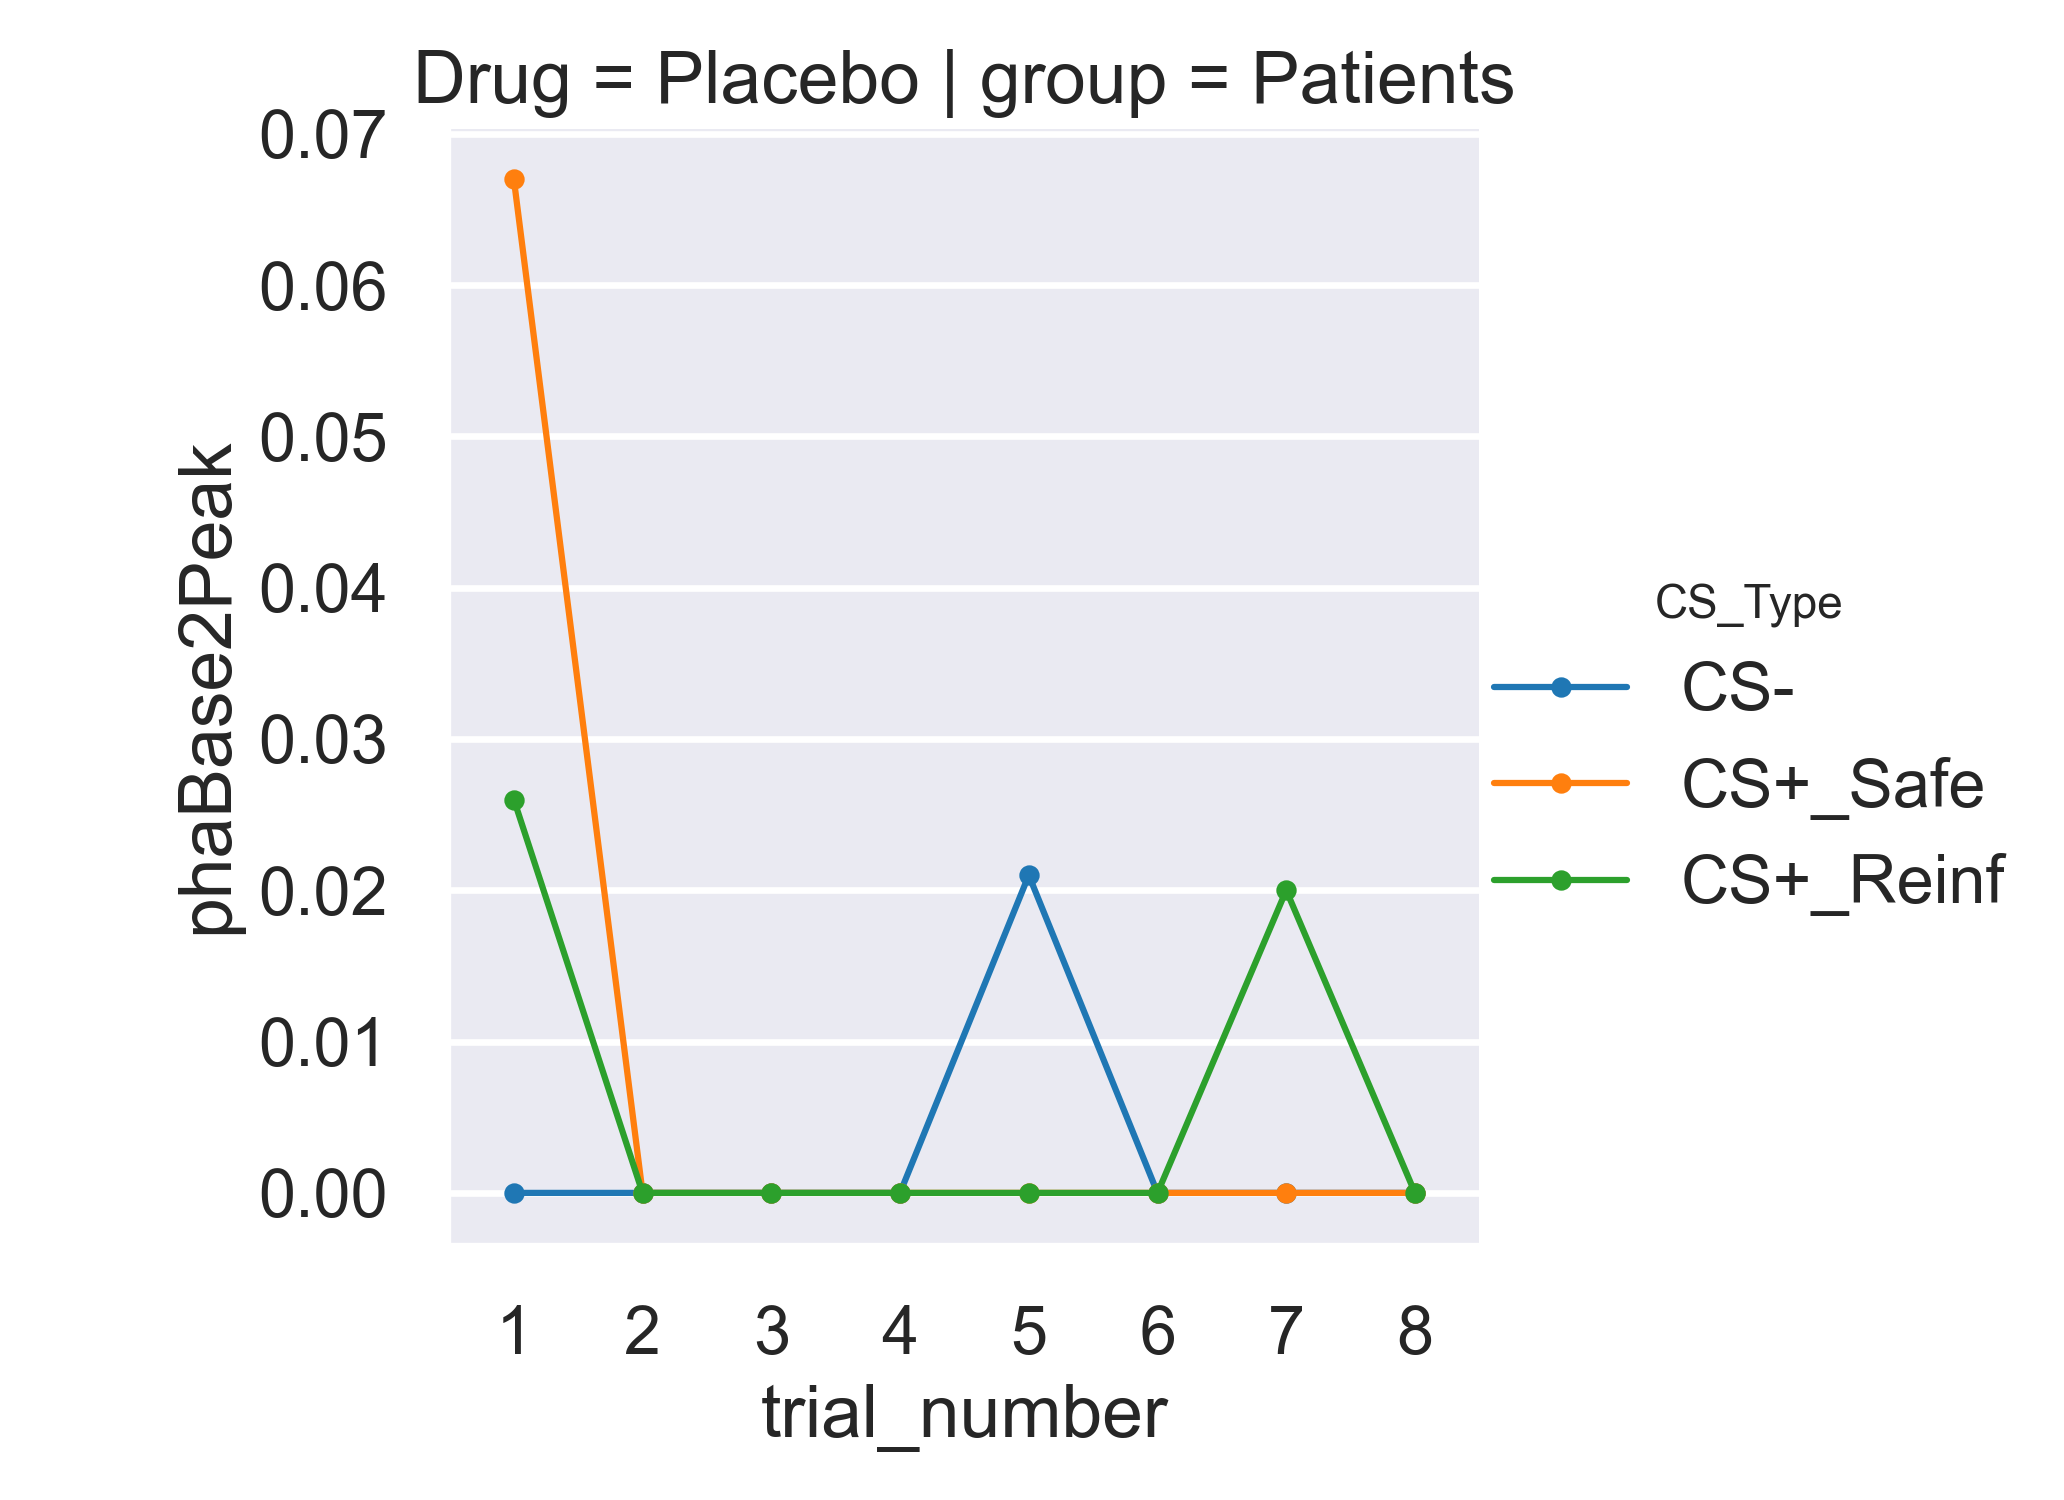 Drug = Placebo | group = Patients
0.07
0.06
0.05
0.04
0.03
0.02
0.01
0.00
phaBase2Peak
1 2 3 4 5 6 7 8
trial_number
CS_Type
CS-
CS+_Safe
CS+_Reinf